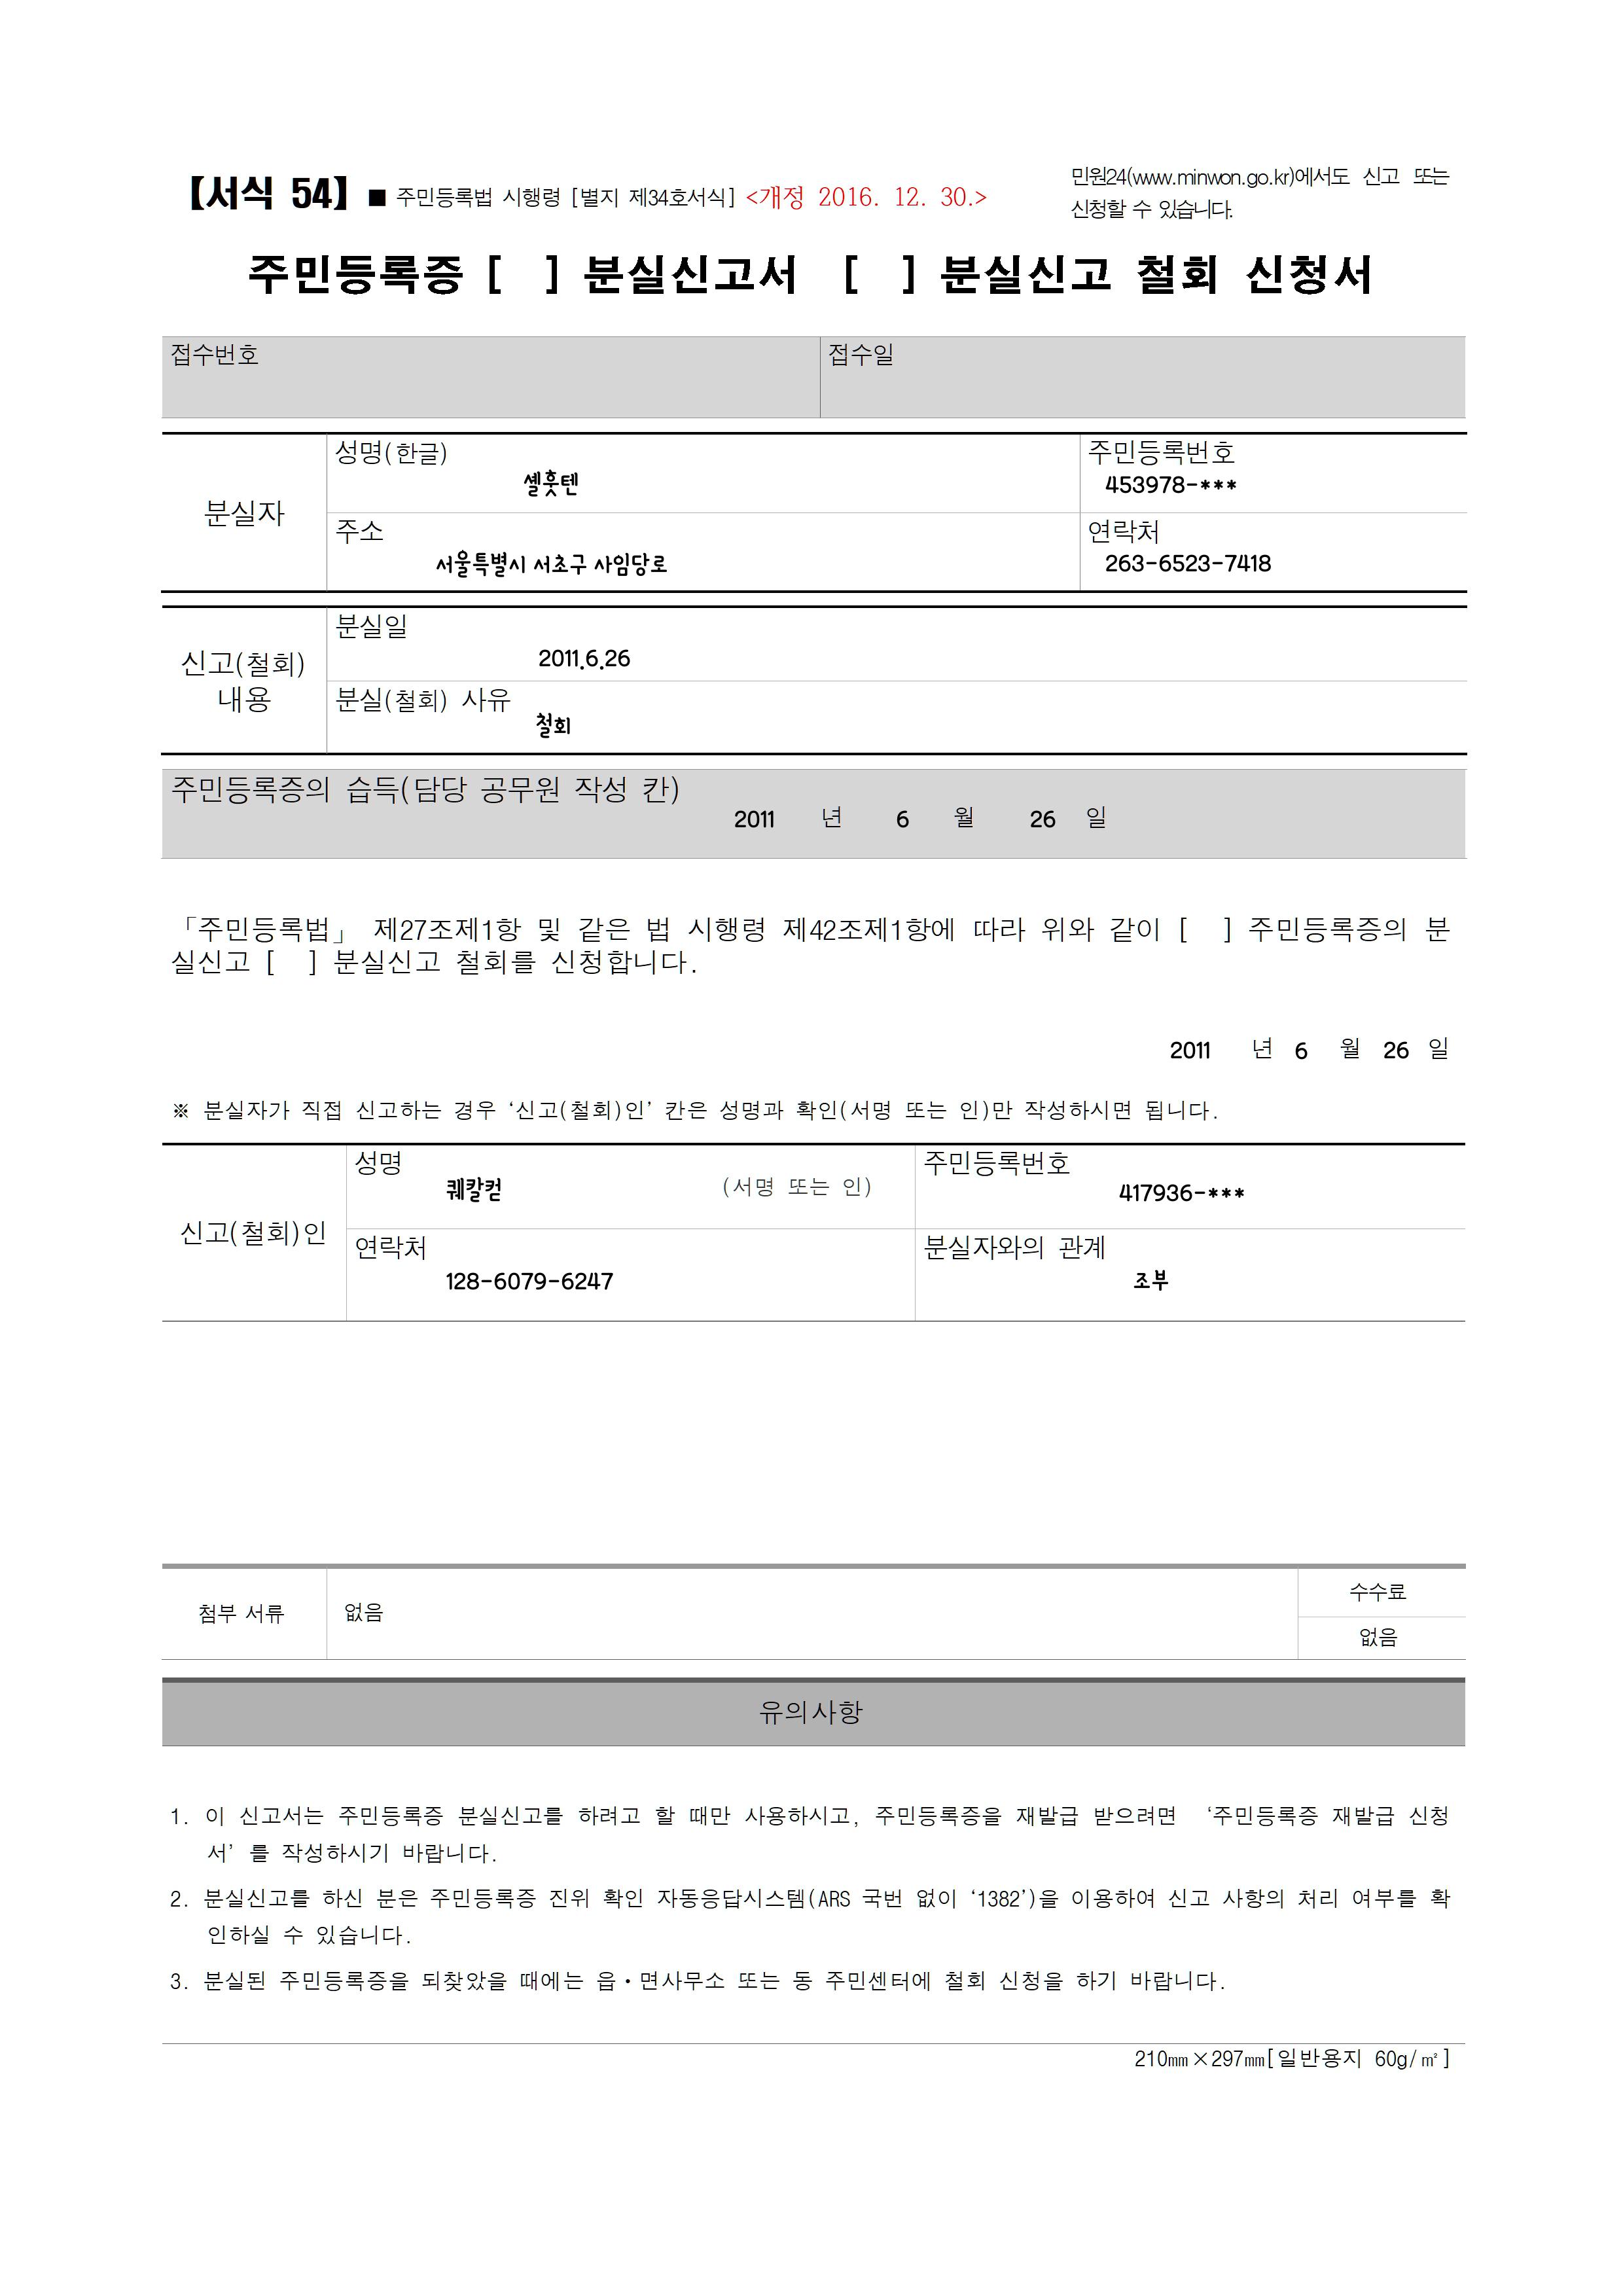 【서식 54】 ■ 주민등록법 시행령 [별지 제34호서식] <개정 2016. 12. 30.>
민원24(www.minwon.go.kr)에서도 신고 또는
신청할 수 있습니다.
주민등록증 [ ] 분실신고서 [ ] 분실신고 철회 신청서
접수번호 접수일
분실자
성명(한글) 주민등록번호
셸훗텐 453978-***
주소 연락처
서울특별시 서초구 사임당로 263-6523-7418
신고(철회)
내용
분실일
2011.6.26
분실(철회) 사유
철회
주민등록증의 습득(담당 공무원 작성 칸)
2011 년 6 월 26 일
「주민등록법」 제27조제1항 및 같은 법 시행령 제42조제1항에 따라 위와 같이 [ ] 주민등록증의 분
실신고 [ ] 분실신고 철회를 신청합니다.
2011 년 6 월 26 일
※ 분실자가 직접 신고하는 경우 ‘신고(철회)인’ 칸은 성명과 확인(서명 또는 인)만 작성하시면 됩니다.
신고(철회)인
성명 주민등록번호
퀘칼컫 (서명 또는 인) 417936-***
연락처 분실자와의 관계
128-6079-6247 조부
첨부 서류 없음
수수료
없음
유의사항
1. 이 신고서는 주민등록증 분실신고를 하려고 할 때만 사용하시고, 주민등록증을 재발급 받으려면 ‘주민등록증 재발급 신청
서’를 작성하시기 바랍니다.
2. 분실신고를 하신 분은 주민등록증 진위 확인 자동응답시스템(ARS 국번 없이 ‘1382’)을 이용하여 신고 사항의 처리 여부를 확
인하실 수 있습니다.
3. 분실된 주민등록증을 되찾았을 때에는 읍·면사무소 또는 동 주민센터에 철회 신청을 하기 바랍니다.
210㎜×297㎜[일반용지 60g/㎡]